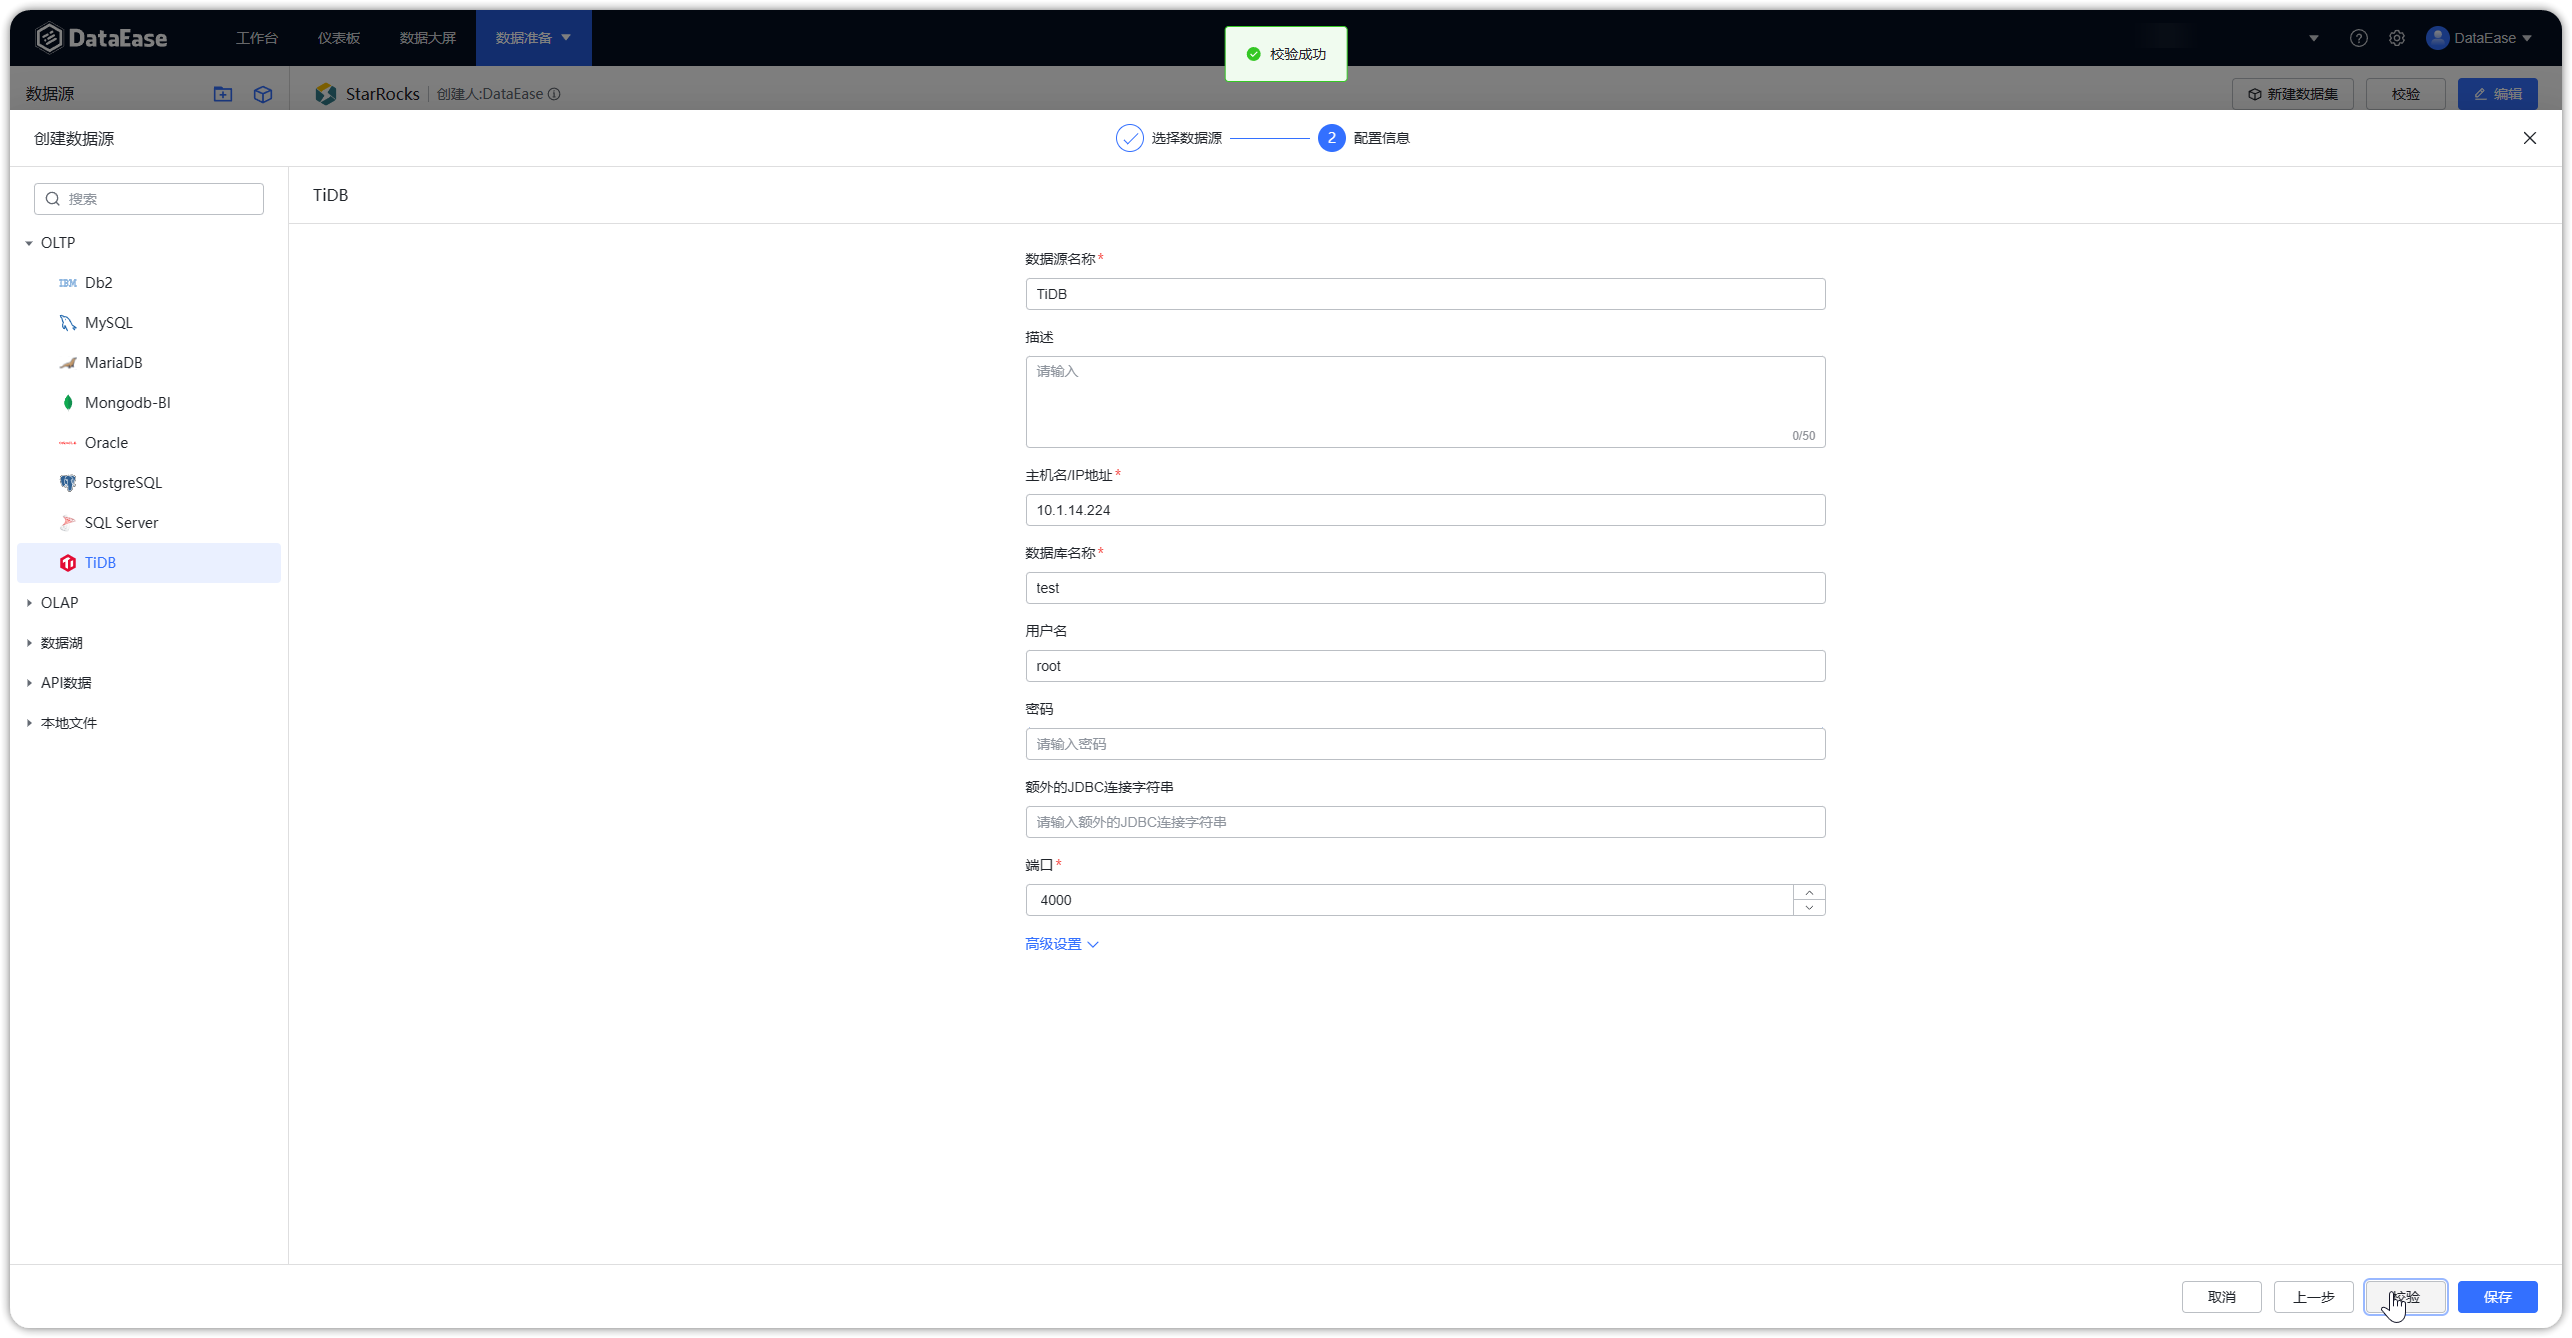 DataEase
工作台
仪表板
数据大屏
数据准备
校验成功
DataEase
数据源
StarRocks
创建人:DataEase
新建数据集
校验
编辑
创建数据源
选择数据源
2
配置信息
搜索
OLTP
IBM
Db2
MySQL
MariaDB
Mongodb-BI
Oracle
PostgreSQL
SQL Server
TiDB
OLAP
数据湖
API数据
本地文件
TiDB
数据源名称*
TiDB
描述
请输入
0/50
主机名/IP地址*
10.1.14.224
数据库名称*
test
用户名
root
密码
请输入密码
额外的JDBC连接字符串
请输入额外的JDBC连接字符串
端口*
4000
高级设置
取消
上一步
校验
保存